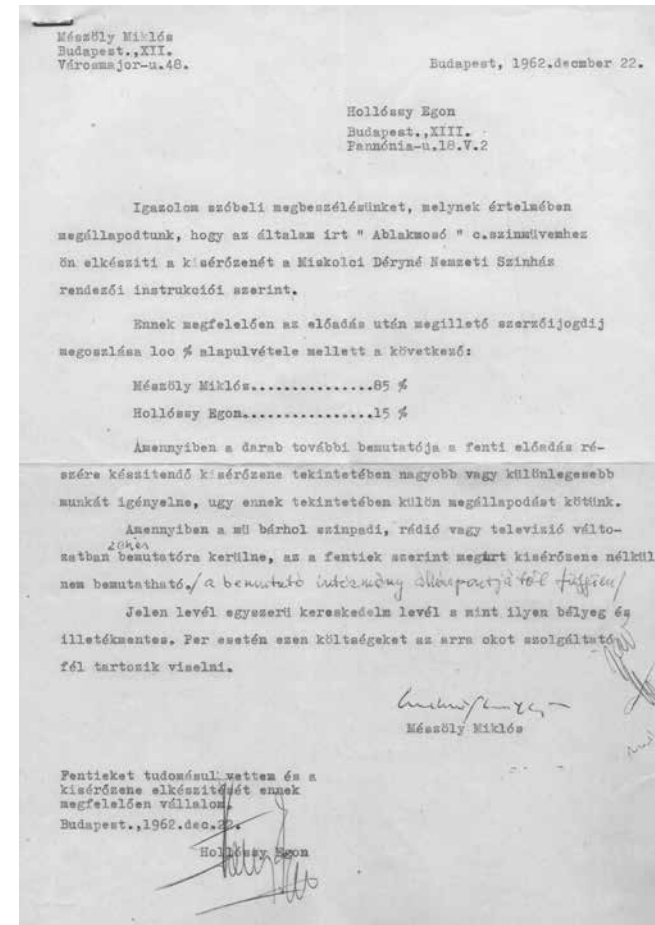 Mészöly Miklós
Budapest.,XII.
Városmajor-u.48.
Budapest, 1962.decmber 22.
Hollóssy Egon
Budapest.,XIII.
Pannónia-u.18.V.2
Igazolom szóbeli megbeszélésünket, melynek értelmében
megállapodtunk, hogy az általam irt " Ablakmosó " c.szinmüvemhez
ön elkésziti a kisérőzenét a Miskolci Déryné Nemzeti Szinház
rendezői instrukciói szerint.
Ennek megfelelően az előadás után megillető szerzőijogdij
megoszlása loo % alapulvétele mellett a következő:
Mészöly Miklós...............85 %
Hollóssy Egon................15 %
Amennyiben a darab további bemutatója a fenti előadás ré-
szére készitendő kisérőzene tekintetében nagyobb vagy különlegesebb
munkát igényelne, ugy ennek tekintetében külön megállapodást kötünk.
Amennyiben a mü bárhol szinpadi, rádió vagy televizió válto-
zenés
zatban bemutatóra kerülne, az a fentiek szerint megirt kisérőzene nélkül
nem bemutatható./a bemutató intézmény álláspontjától függően/
Jelen levél egyszerü kereskedelm levél s mint ilyen bélyeg és
illetékmentes. Per esetén ezen költségeket az arra okot szolgáltató
fél tartozik viselni.
Mészöly Miklós
Fentieket tudomásul vettem és a
kisérőzene elkészitését ennek
megfelelően vállalom.
Budapest.,1962.dec.22.
Hollóssy Egon